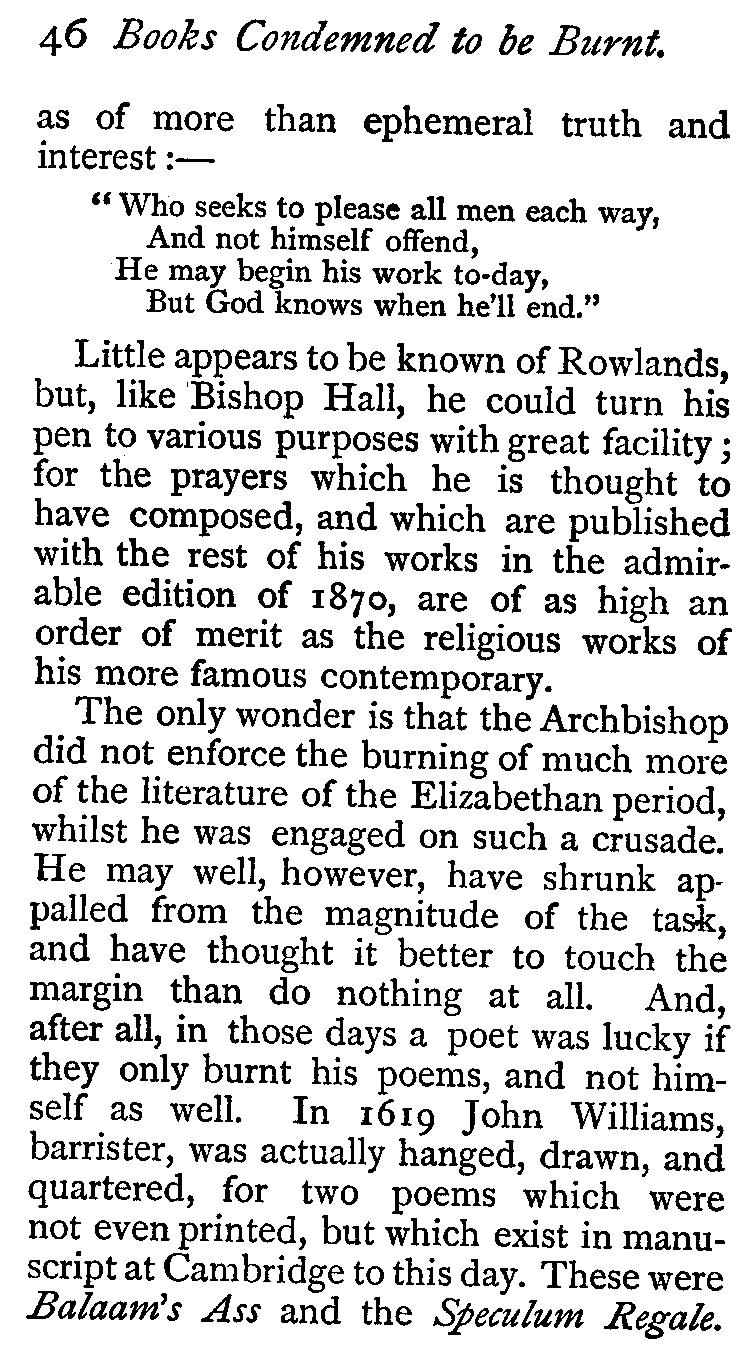 46 Books Condemned to be Burnt.
as of more than ephemeral truth and
interest :—
“ Who seeks to please all men each way,
And not himself offend,
He may begin his work to-day,
But God knows when he'll end.”
Little appears to be known of Rowlands,
but, like Bishop Hall, he could turn his
pen to various purposes with great facility ;
for the prayers which he is thought to
have composed, and which are published
with the rest of his works in the admir-
able edition of 1870, are of as high an
order of merit as the religious works of
his more famous contemporary.
The only wonder is that the Archbishop
did not enforce the burning of much more
of the literature of the Elizabethan period,
whilst he was engaged on such a crusade.
He may well, however, have shrunk ap-
palled from the magnitude of the task,
and have thought it better to touch the
margin than do nothing at all. And,
after all, in those days a poet was lucky if
they only burnt his poems, and not him-
self as well. In 1619 John Williams,
barrister, was actually hanged, drawn, and
quartered, for two poems which were
not even printed, but which exist in manu-
script at Cambridge to this day. These were
Balaam's Ass and the Speculum Regale.